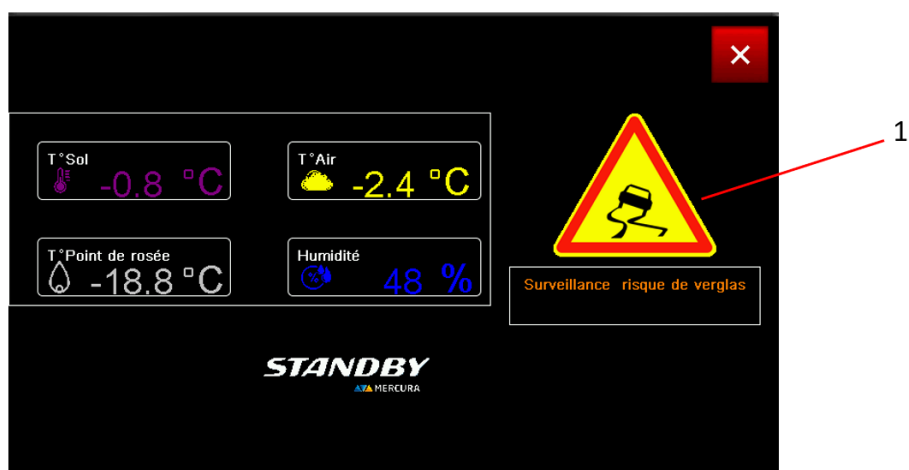 ×
1
T°Sol
-0.8 °C
T°Air
-2.4 °C
T°Point de rosée
-18.8 °C
Humidité
%
48 %
Surveillance risque de verglas
STANDBY
MERCURA